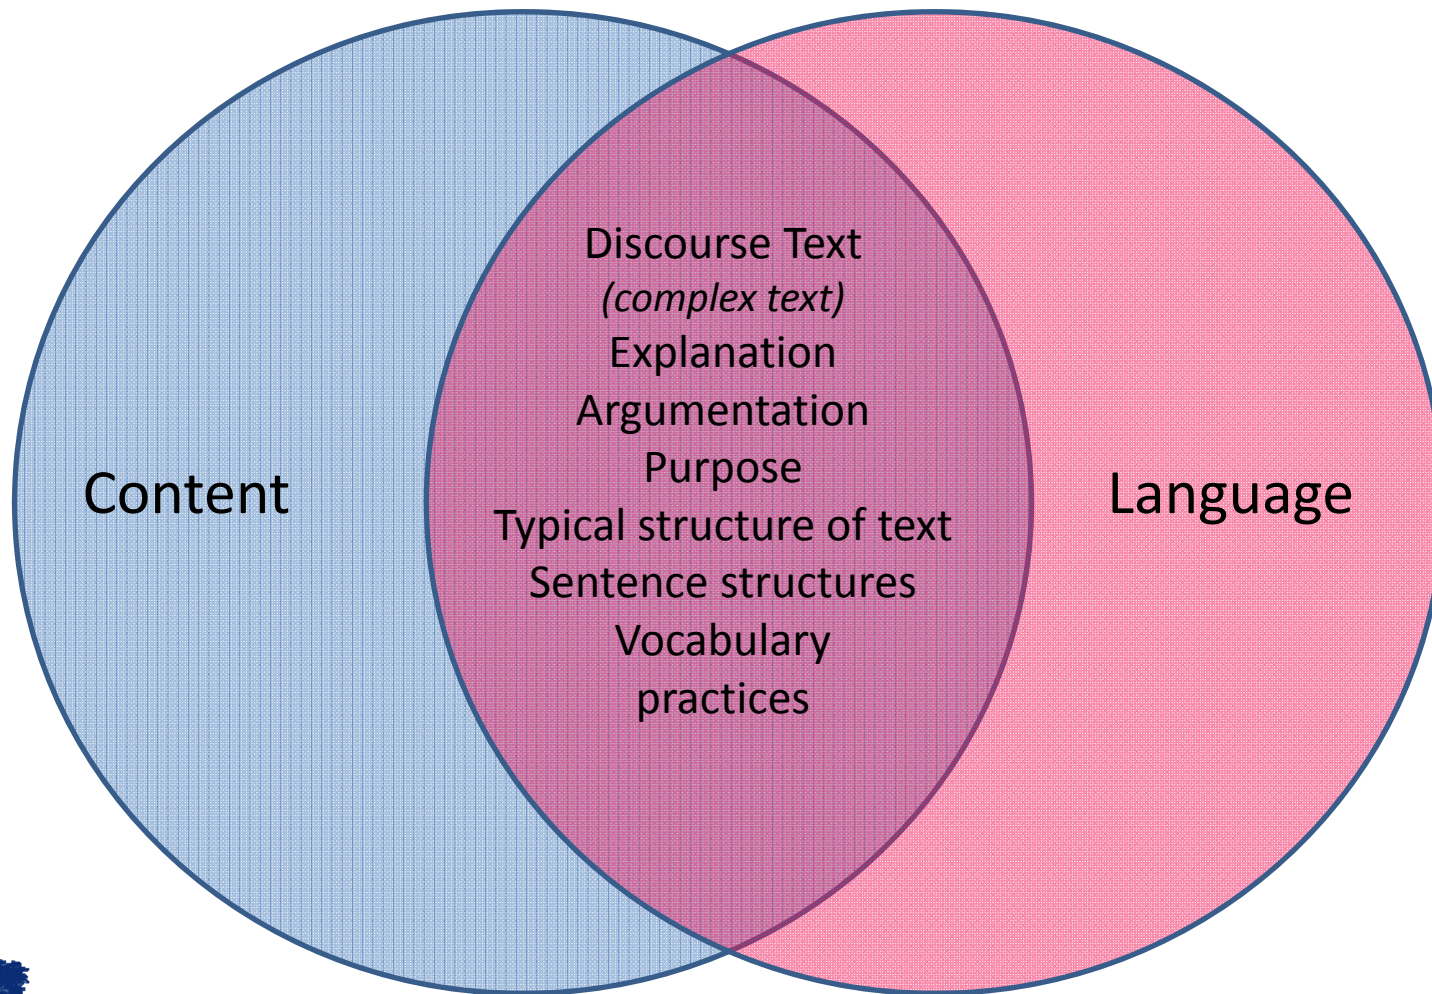 Discourse Text
(complex text)
Explanation
Argumentation
Purpose
Content
Language
Typical structure of text
Sentence structures
Vocabulary
practices